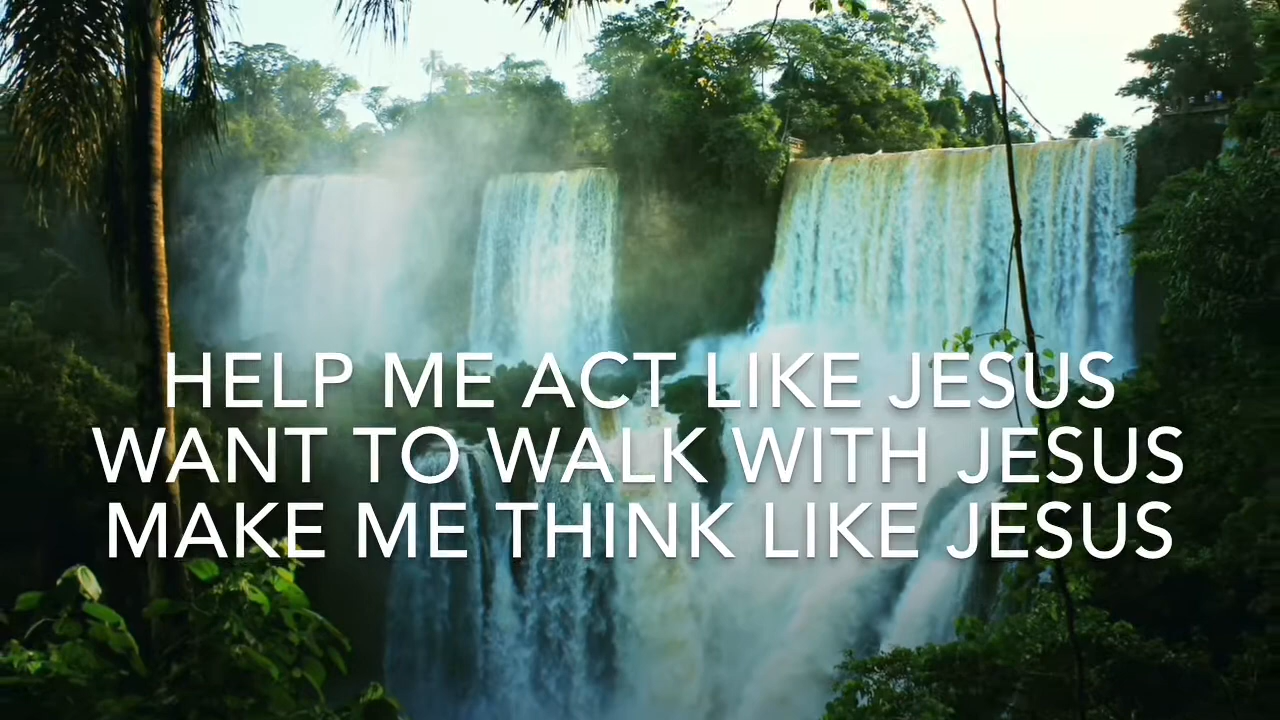 HELP ME ACT LIKE JESUS
WANT TO WALK WITH JESUS
MAKE ME THINK LIKE JESUS